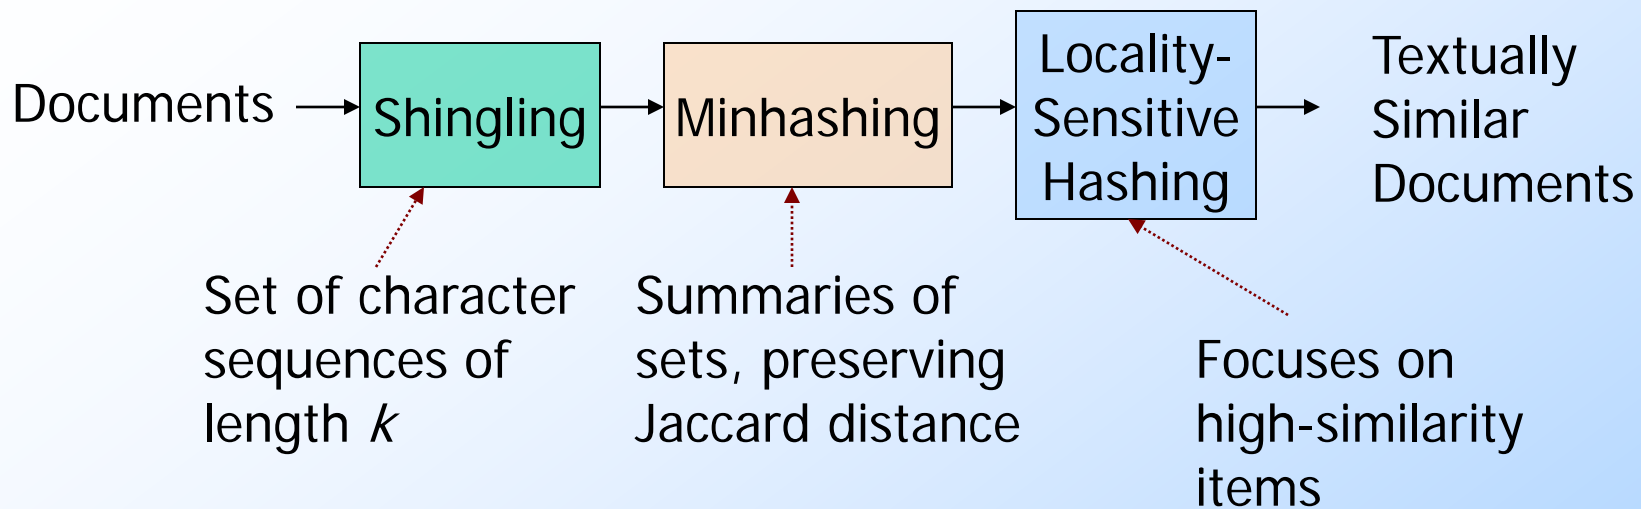 Documents
Shingling
Minhashing
Locality-
Sensitive
Hashing
Textually
Similar
Documents
Set of character
sequences of
length k
Summaries of
sets, preserving
Jaccard distance
Focuses on
high-similarity
items